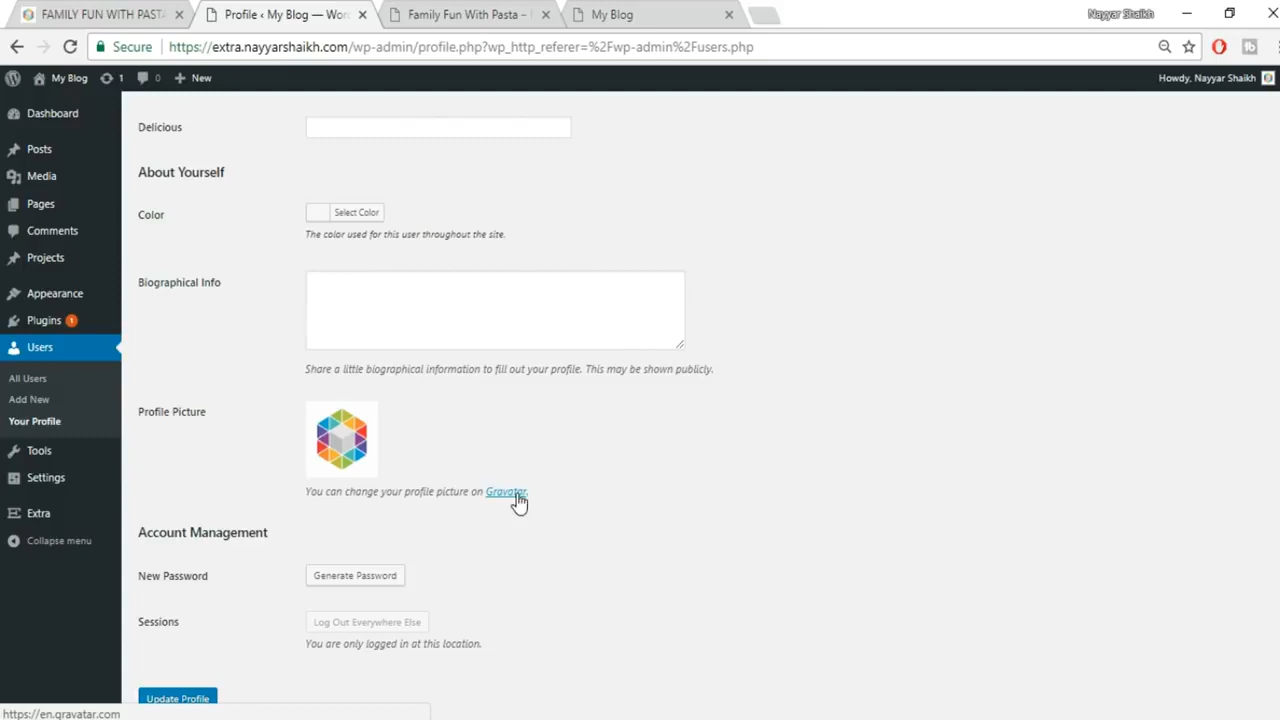 FAMILY FUN WITH PASTA
Profile ‹ My Blog — Wor
Family Fun With Pasta –
My Blog
Nayyar Shaikh
Secure
https://extra.nayyarshaikh.com/wp-admin/profile.php?wp_http_referer=%2Fwp-admin%2Fusers.php
My Blog
1
0
New
Howdy, Nayyar Shaikh
Dashboard
Posts
Media
Pages
Comments
Projects
Appearance
Plugins 1
Users
All Users
Add New
Your Profile
Tools
Settings
Extra
Collapse menu
Delicious
About Yourself
Color
Select Color
The color used for this user throughout the site.
Biographical Info
Share a little biographical information to fill out your profile. This may be shown publicly.
Profile Picture
You can change your profile picture on Gravatar.
Account Management
New Password
Generate Password
Sessions
Log Out Everywhere Else
You are only logged in at this location.
Update Profile
https://en.gravatar.com